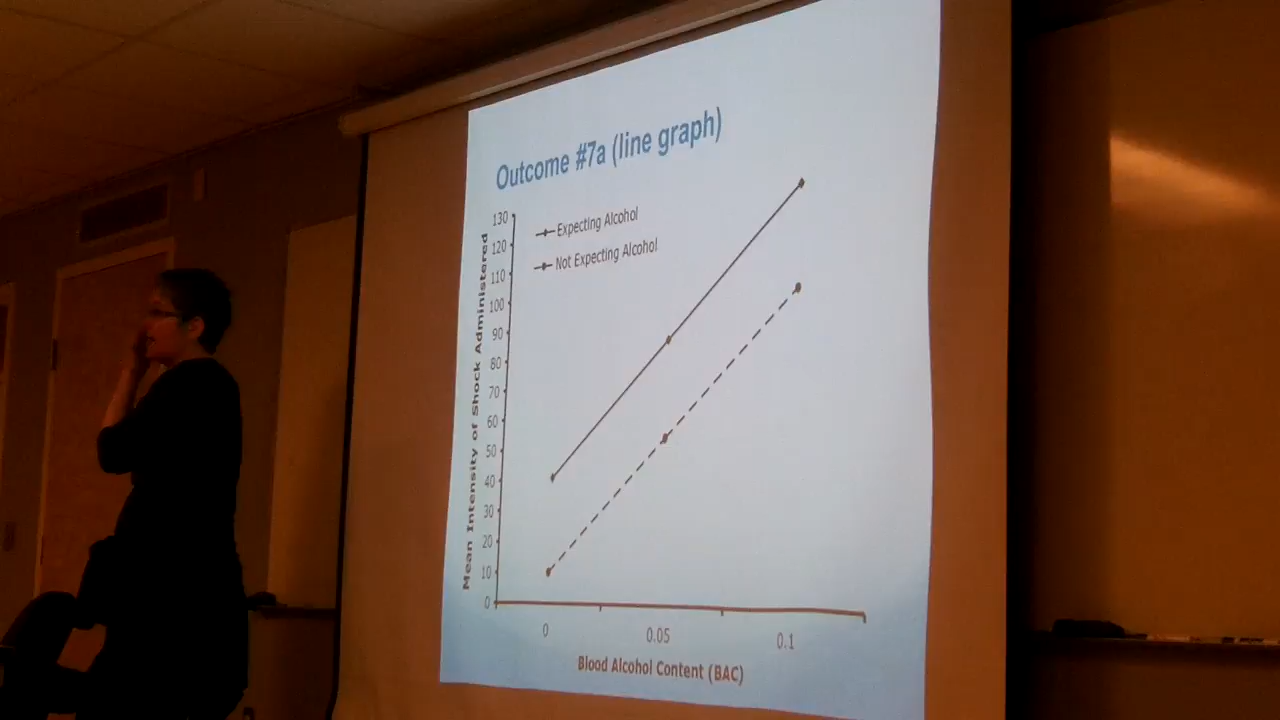 Outcome #7a (line graph)
Expecting Alcohol
Not Expecting Alcohol
Mean Intensity of Shock Administered
130
120
110
100
90
80
70
60
50
40
30
20
10
0
0 0.05 0.1
Blood Alcohol Content (BAC)